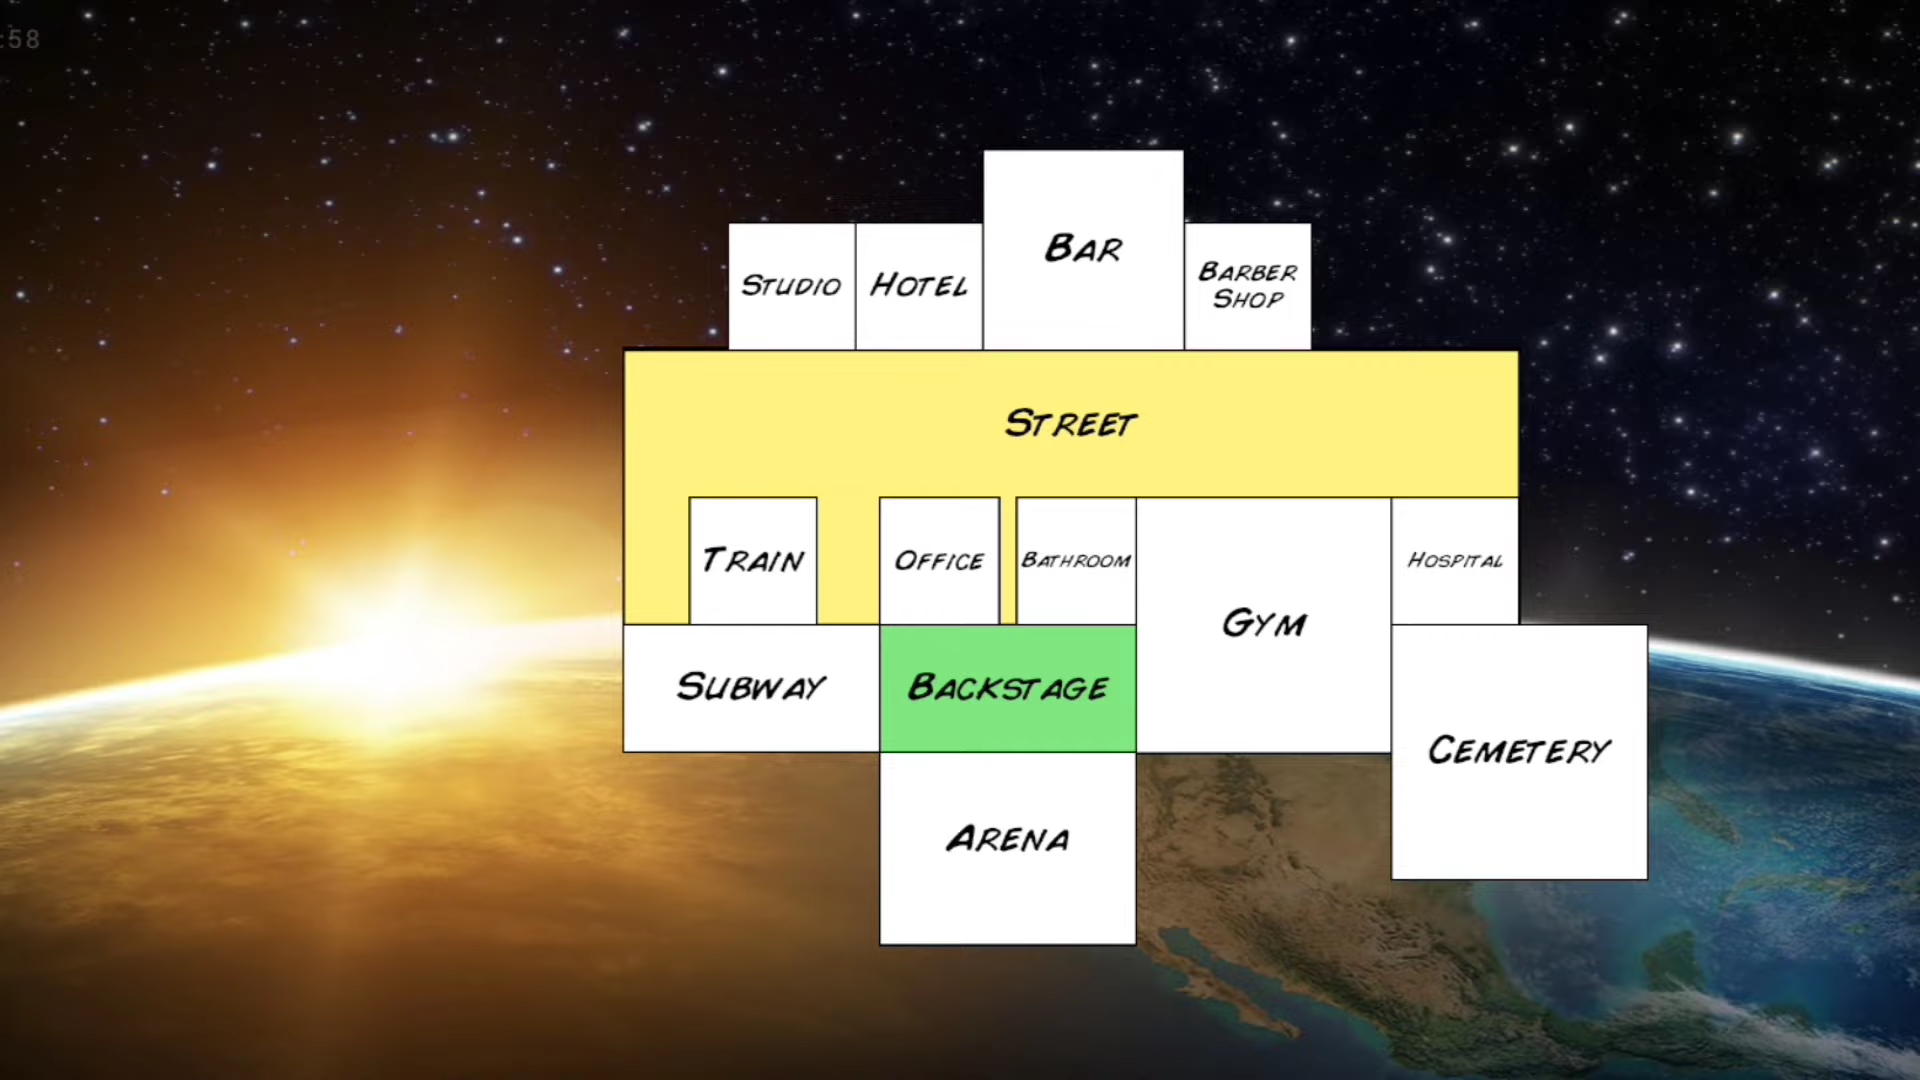 :58
BAR
STUDIO
HOTEL
BARBER
SHOP
STREET
TRAIN
OFFICE
BATHROOM
HOSPITAL
GYM
SUBWAY
BACKSTAGE
CEMETERY
ARENA